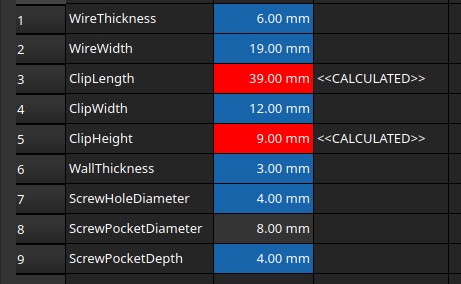 1 WireThickness 6.00 mm
2 WireWidth 19.00 mm
3 ClipLength 39.00 mm <<CALCULATED>>
4 ClipWidth 12.00 mm
5 ClipHeight 9.00 mm <<CALCULATED>>
6 WallThickness 3.00 mm
7 ScrewHoleDiameter 4.00 mm
8 ScrewPocketDiameter 8.00 mm
9 ScrewPocketDepth 4.00 mm